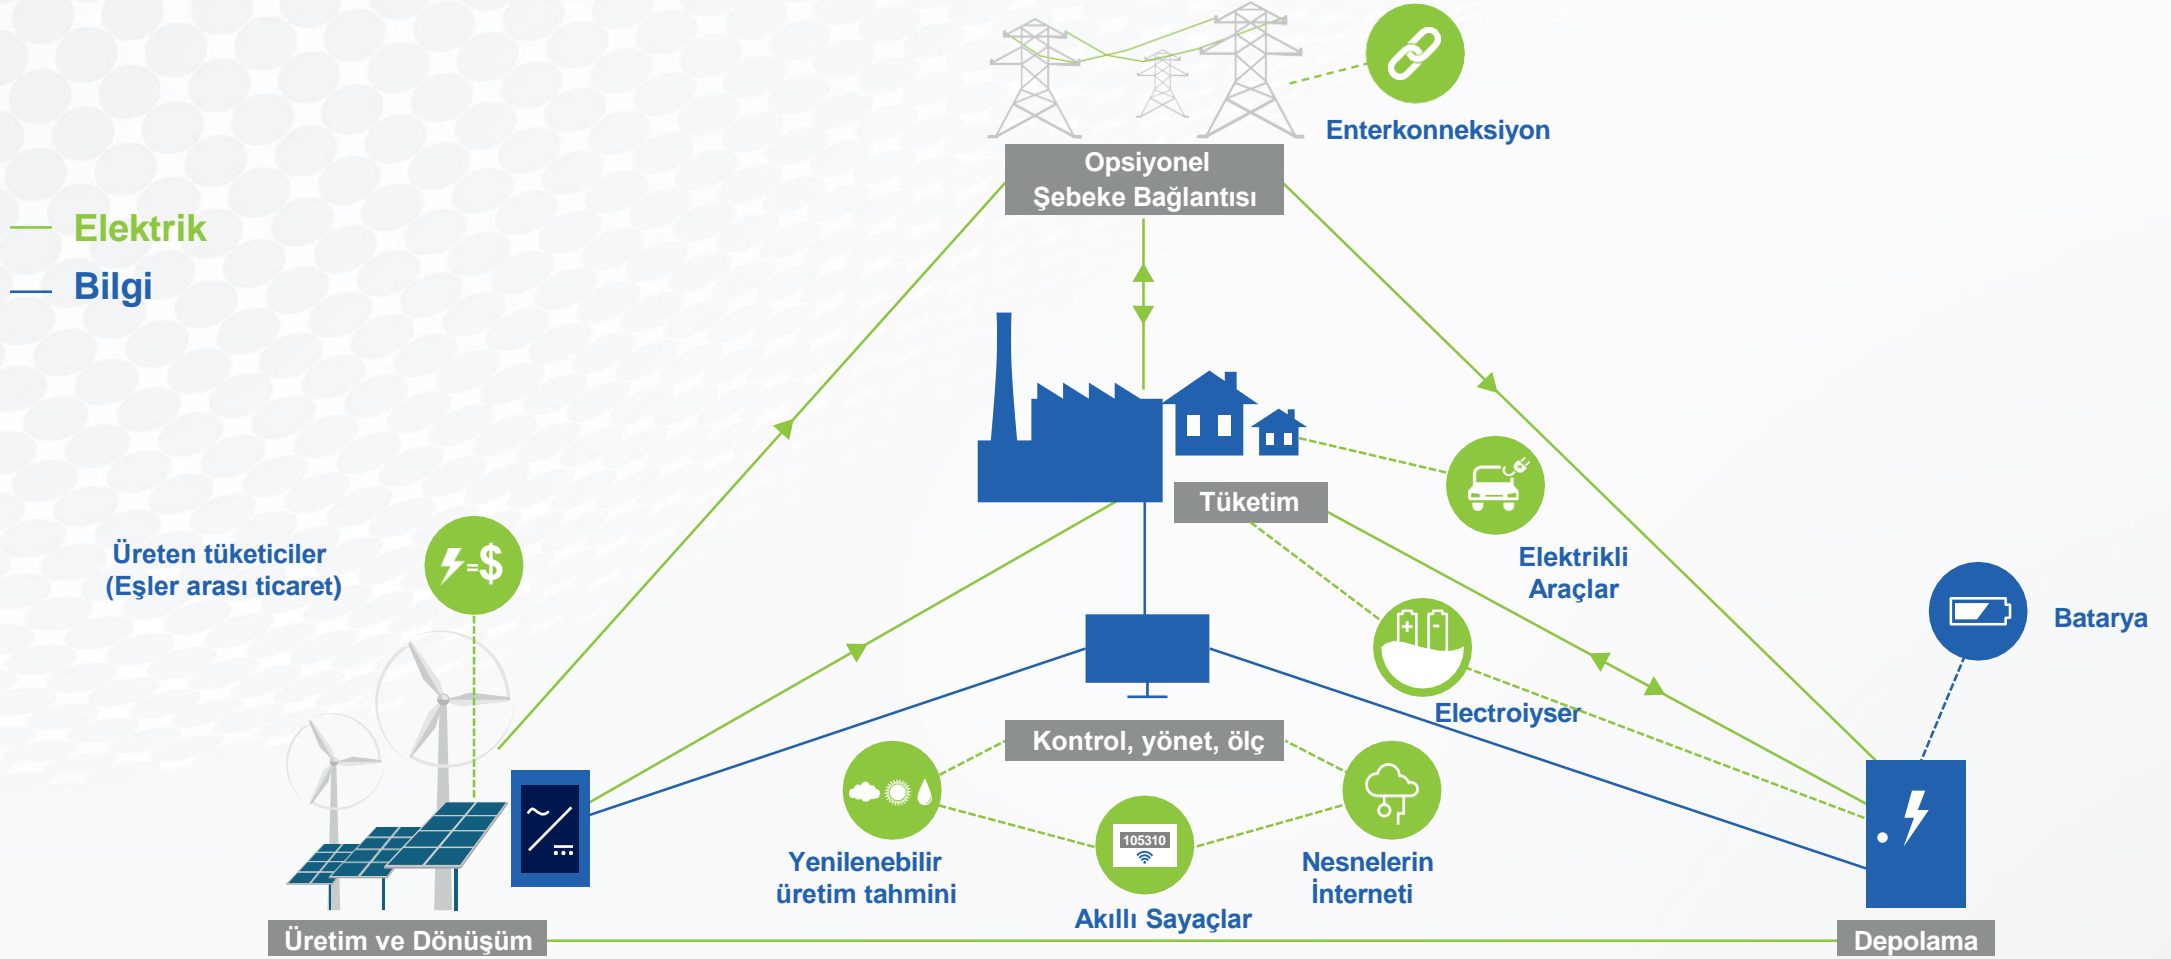 Enterkonneksiyon
Opsiyonel
Şebeke Bağlantısı
Elektrik
Bilgi
Tüketim
Elektrikli
Araçlar
Üreten tüketiciler
(Eşler arası ticaret)
=$
Batarya
+ -
Electroiyser
Kontrol, yönet, ölç
105310
Yenilenebilir
üretim tahmini
Nesnelerin
İnterneti
Akıllı Sayaçlar
Üretim ve Dönüşüm
Depolama